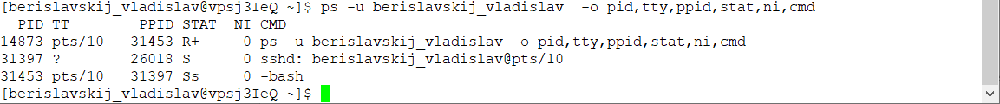 [berislavskij_vladislav@vpsj3IeQ ~]$ ps -u berislavskij_vladislav  -o pid,tty,ppid,stat,ni,cmd
  PID TT        PPID STAT  NI CMD
14873 pts/10   31453 R+     0 ps -u berislavskij_vladislav -o pid,tty,ppid,stat,ni,cmd
31397 ?        26018 S      0 sshd: berislavskij_vladislav@pts/10
31453 pts/10   31397 Ss     0 -bash
[berislavskij_vladislav@vpsj3IeQ ~]$